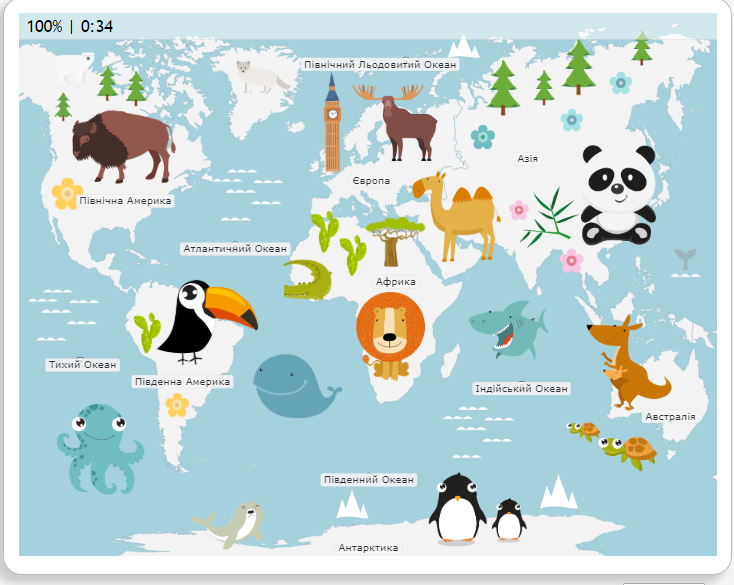 100% | 0:34
Північний Льодовитий Океан
Азія
Європа
Північна Америка
Атлантичний Океан
Африка
Тихий Океан
Південна Америка
Індійський Океан
Австралія
Південний Океан
Антарктика